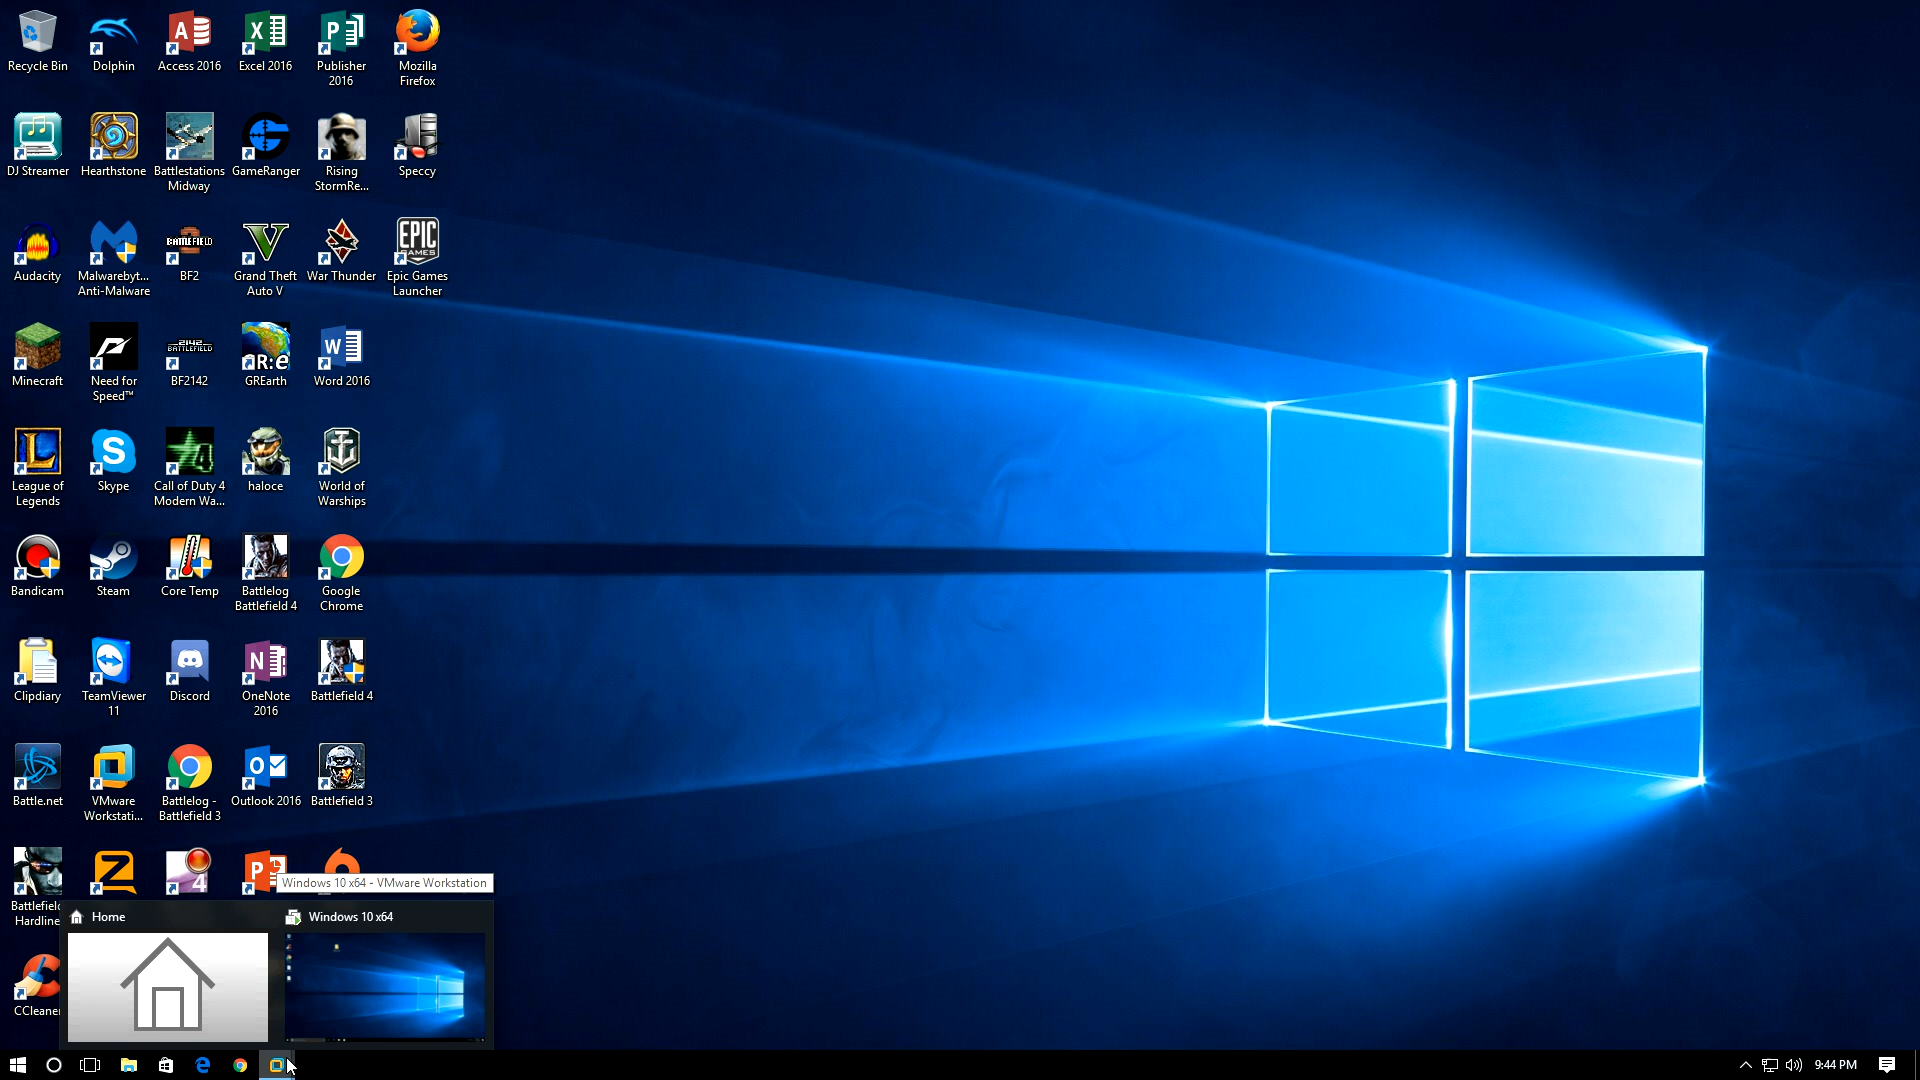 Recycle Bin
Dolphin
Access 2016
Excel 2016
Publisher
2016
Mozilla
Firefox
DJ Streamer
Hearthstone
Battlestations
Midway
GameRanger
Rising
StormRe...
Speccy
Audacity
Malwarebyt...
Anti-Malware
BF2
Grand Theft
Auto V
War Thunder
Epic Games
Launcher
Minecraft
Need for
Speed™
BF2142
GREarth
Word 2016
League of
Legends
Skype
Call of Duty 4
Modern Wa...
haloce
World of
Warships
Bandicam
Steam
Core Temp
Battlelog
Battlefield 4
Google
Chrome
Clipdiary
TeamViewer
11
Discord
OneNote
2016
Battlefield 4
Battle.net
VMware
Workstati...
Battlelog -
Battlefield 3
Outlook 2016
Battlefield 3
Battlefield
Hardline
Windows 10 x64 - VMware Workstation
Home
Windows 10 x64
CCleaner
9:44 PM